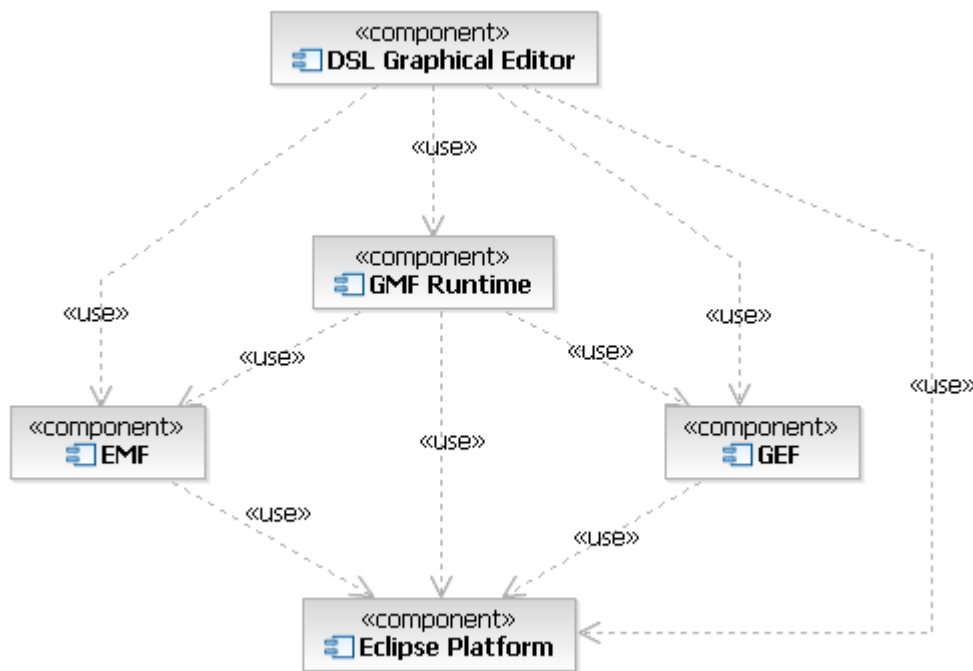 «component»
DSL Graphical Editor
«use»
«component»
GMF Runtime
«use»
«use»
«use»
«use»
«use»
«component»
EMF
«use»
«component»
GEF
«use»
«use»
«component»
Eclipse Platform